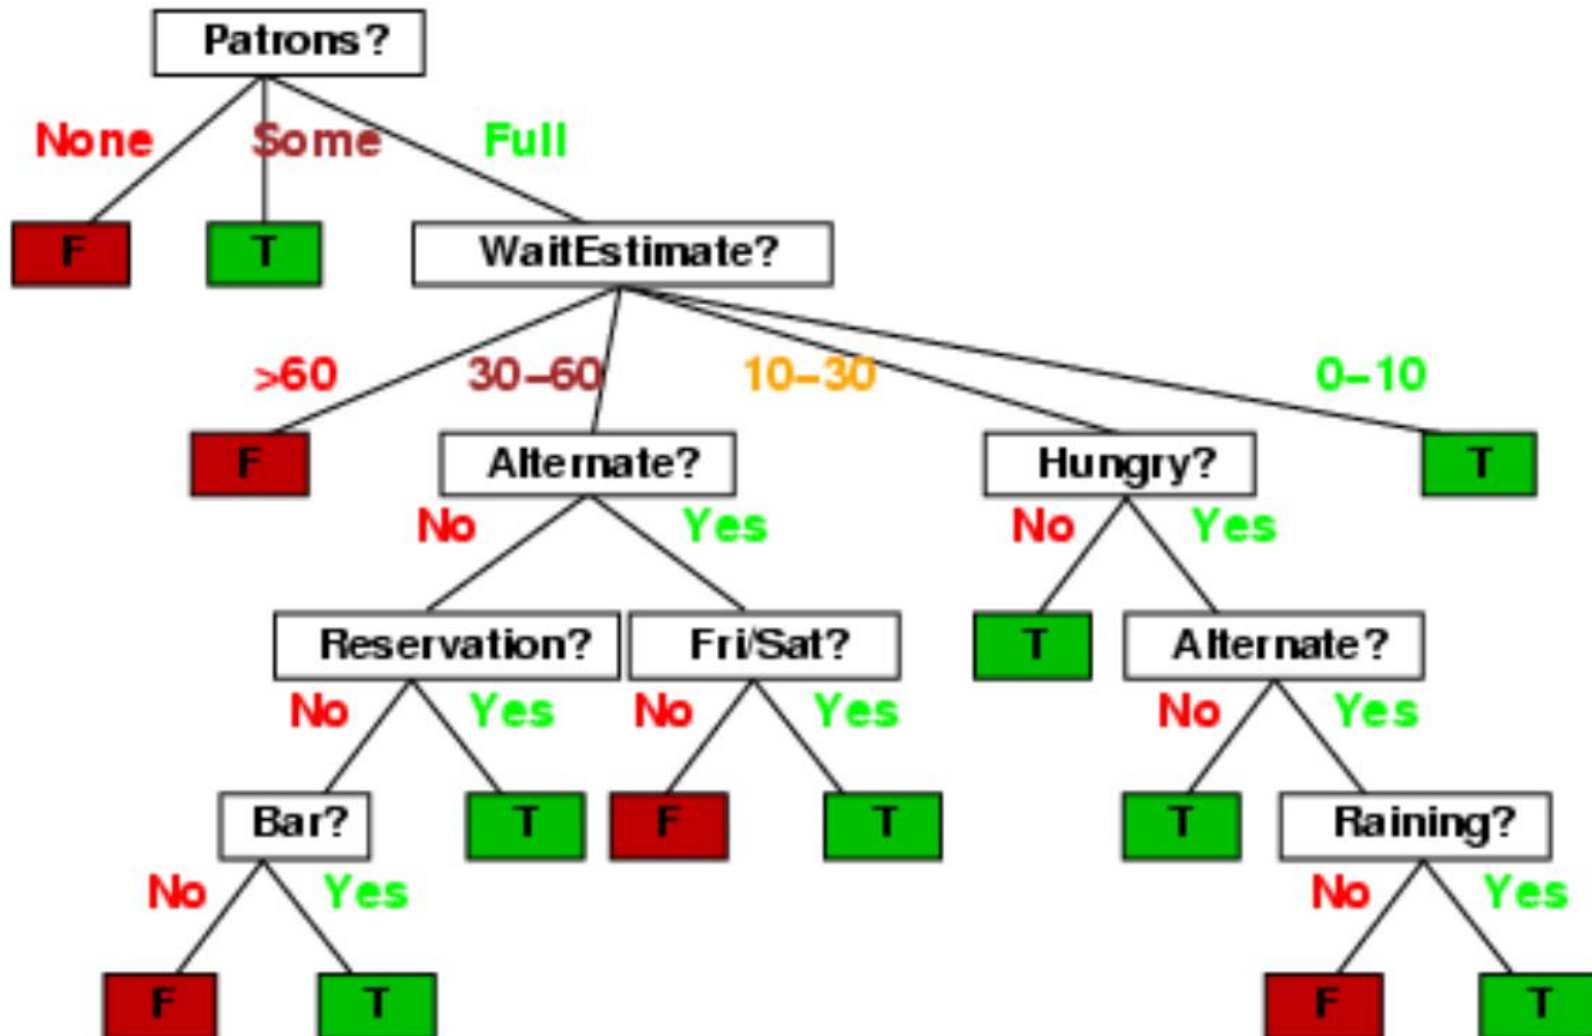 Patrons?
None Some Full
F T WaitEstimate?
>60 30–60 10–30 0–10
F Alternate? Hungry? T
No Yes No Yes
Reservation? Fri/Sat? T Alternate?
No Yes No Yes No Yes
Bar? T F T T Raining?
No Yes No Yes
F T F T